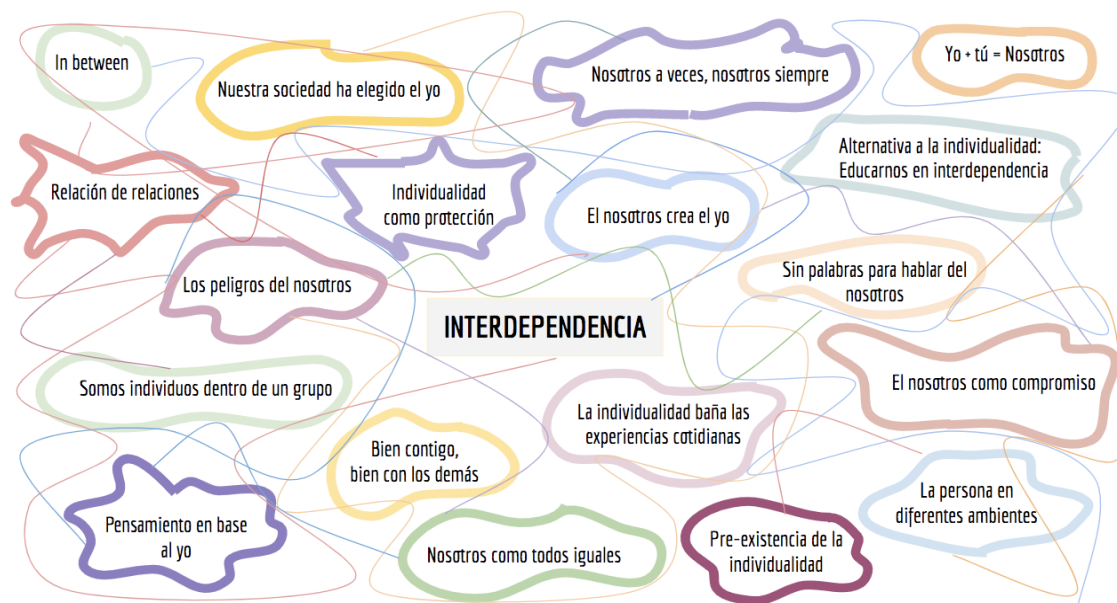 In between
Nuestra sociedad ha elegido el yo
Nosotros a veces, nosotros siempre
Yo + tú = Nosotros
Relación de relaciones
Individualidad
como protección
El nosotros crea el yo
Alternativa a la individualidad:
Educarnos en interdependencia
Los peligros del nosotros
Sin palabras para hablar del
nosotros
INTERDEPENDENCIA
Somos individuos dentro de un grupo
La individualidad baña las
experiencias cotidianas
El nosotros como compromiso
Bien contigo,
bien con los demás
Pensamiento en base
al yo
Nosotros como todos iguales
Pre-existencia de la
individualidad
La persona en
diferentes ambientes